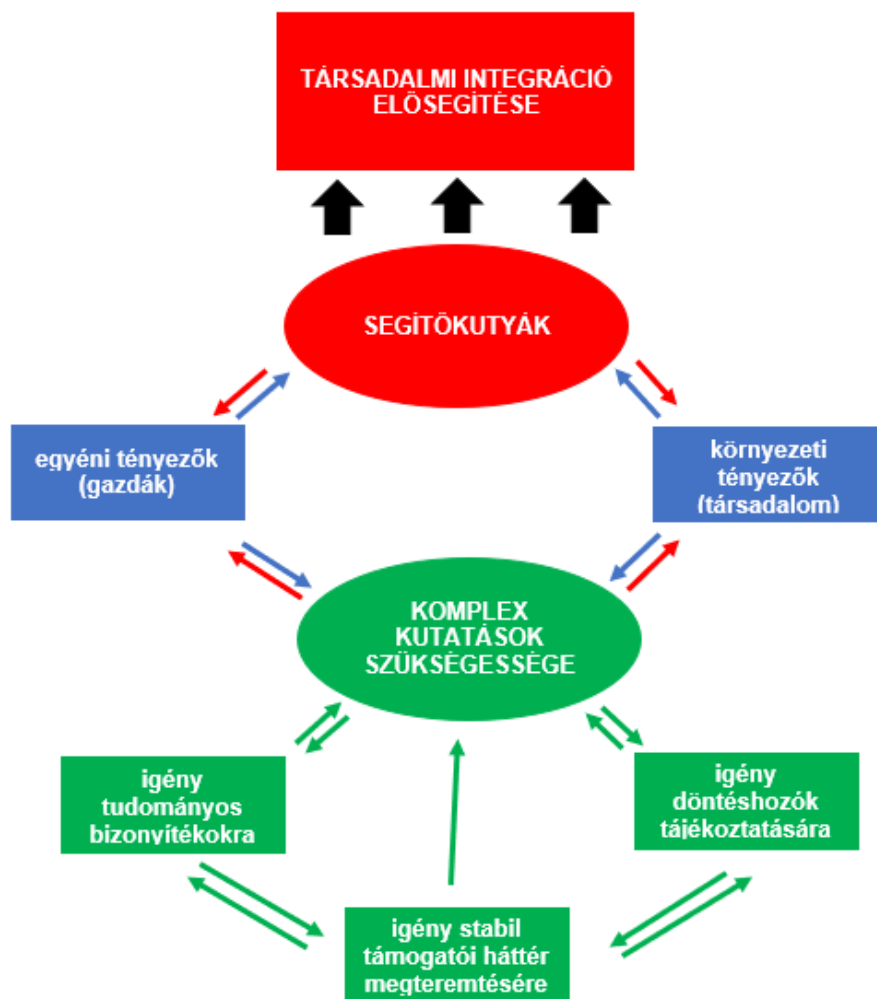 TÁRSADALMI INTEGRÁCIÓ
ELŐSEGÍTÉSE
SEGÍTŐKUTYÁK
egyéni tényezők
(gazdák)
környezeti
tényezők
(társadalom)
KOMPLEX
KUTATÁSOK
SZÜKSÉGESSÉGE
igény
tudományos
bizonyítékokra
igény
döntéshozók
tájékoztatására
igény stabil
támogatói háttér
megteremtésére